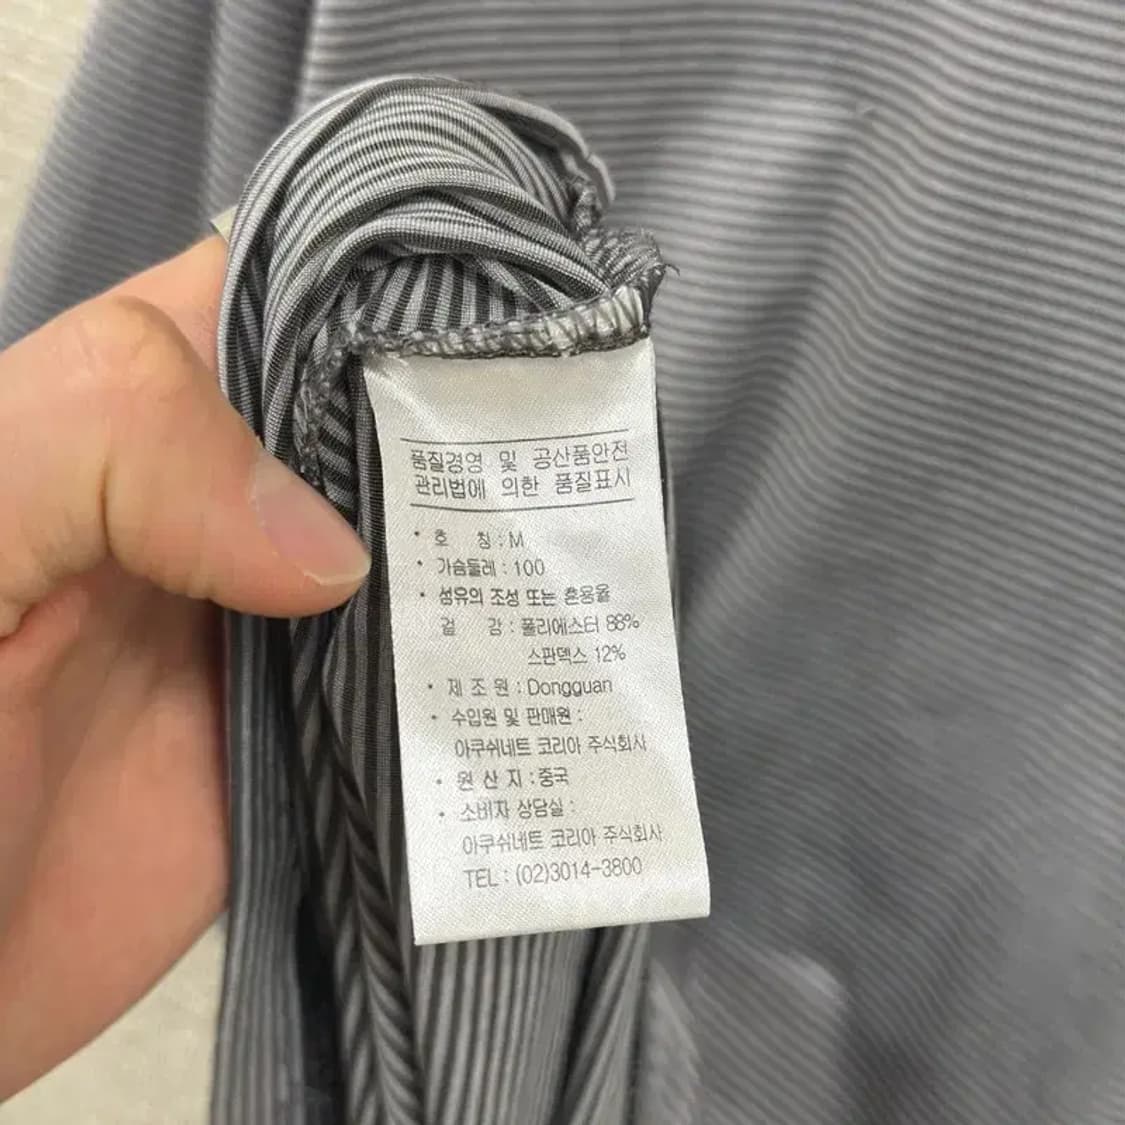 품질경영 및 공산품안전
관리법에 의한 품질표시
• 호 칭 : M
• 가슴둘레 : 100
• 섬유의 조성 또는 혼용율
겉 감 : 폴리에스터 88%
스판덱스 12%
• 제 조 원 : Dongguan
• 수입원 및 판매원 :
아쿠쉬네트 코리아 주식회사
• 원 산 지 : 중국
• 소비자 상담실 :
아쿠쉬네트 코리아 주식회사
TEL : (02)3014-3800